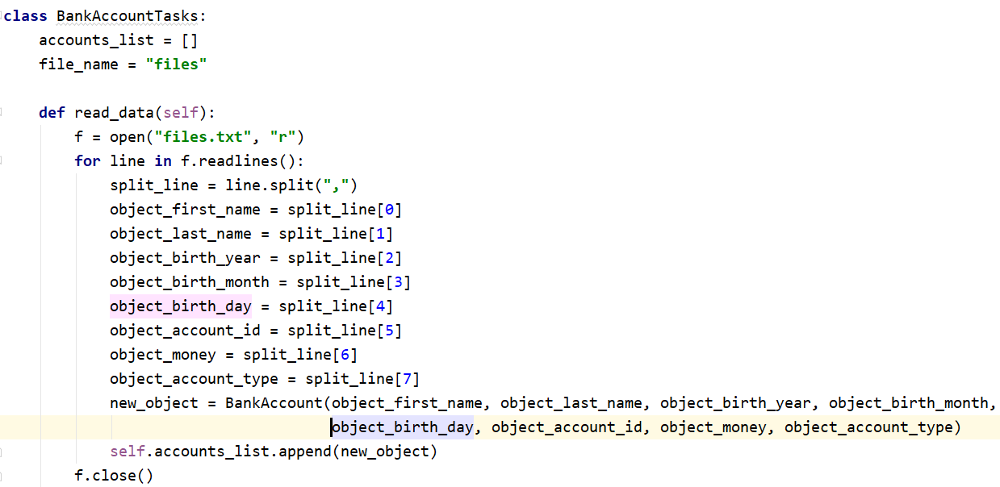 class BankAccountTasks:
    accounts_list = []
    file_name = "files"

    def read_data(self):
        f = open("files.txt", "r")
        for line in f.readlines():
            split_line = line.split(",")
            object_first_name = split_line[0]
            object_last_name = split_line[1]
            object_birth_year = split_line[2]
            object_birth_month = split_line[3]
            object_birth_day = split_line[4]
            object_account_id = split_line[5]
            object_money = split_line[6]
            object_account_type = split_line[7]
            new_object = BankAccount(object_first_name, object_last_name, object_birth_year, object_birth_month,
                                     object_birth_day, object_account_id, object_money, object_account_type)
            self.accounts_list.append(new_object)
        f.close()